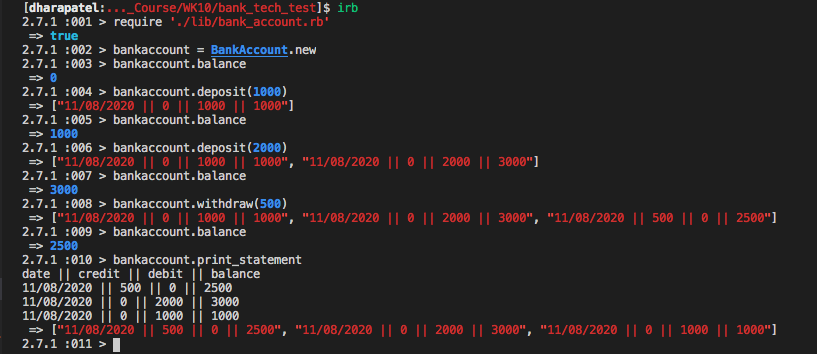 [dharapatel:..._Course/WK10/bank_tech_test]$ irb
2.7.1 :001 > require './lib/bank_account.rb'
 => true
2.7.1 :002 > bankaccount = BankAccount.new
2.7.1 :003 > bankaccount.balance
 => 0
2.7.1 :004 > bankaccount.deposit(1000)
 => ["11/08/2020 || 0 || 1000 || 1000"]
2.7.1 :005 > bankaccount.balance
 => 1000
2.7.1 :006 > bankaccount.deposit(2000)
 => ["11/08/2020 || 0 || 1000 || 1000", "11/08/2020 || 0 || 2000 || 3000"]
2.7.1 :007 > bankaccount.balance
 => 3000
2.7.1 :008 > bankaccount.withdraw(500)
 => ["11/08/2020 || 0 || 1000 || 1000", "11/08/2020 || 0 || 2000 || 3000", "11/08/2020 || 500 || 0 || 2500"]
2.7.1 :009 > bankaccount.balance
 => 2500
2.7.1 :010 > bankaccount.print_statement
date || credit || debit || balance
11/08/2020 || 500 || 0 || 2500
11/08/2020 || 0 || 2000 || 3000
11/08/2020 || 0 || 1000 || 1000
 => ["11/08/2020 || 500 || 0 || 2500", "11/08/2020 || 0 || 2000 || 3000", "11/08/2020 || 0 || 1000 || 1000"]
2.7.1 :011 >